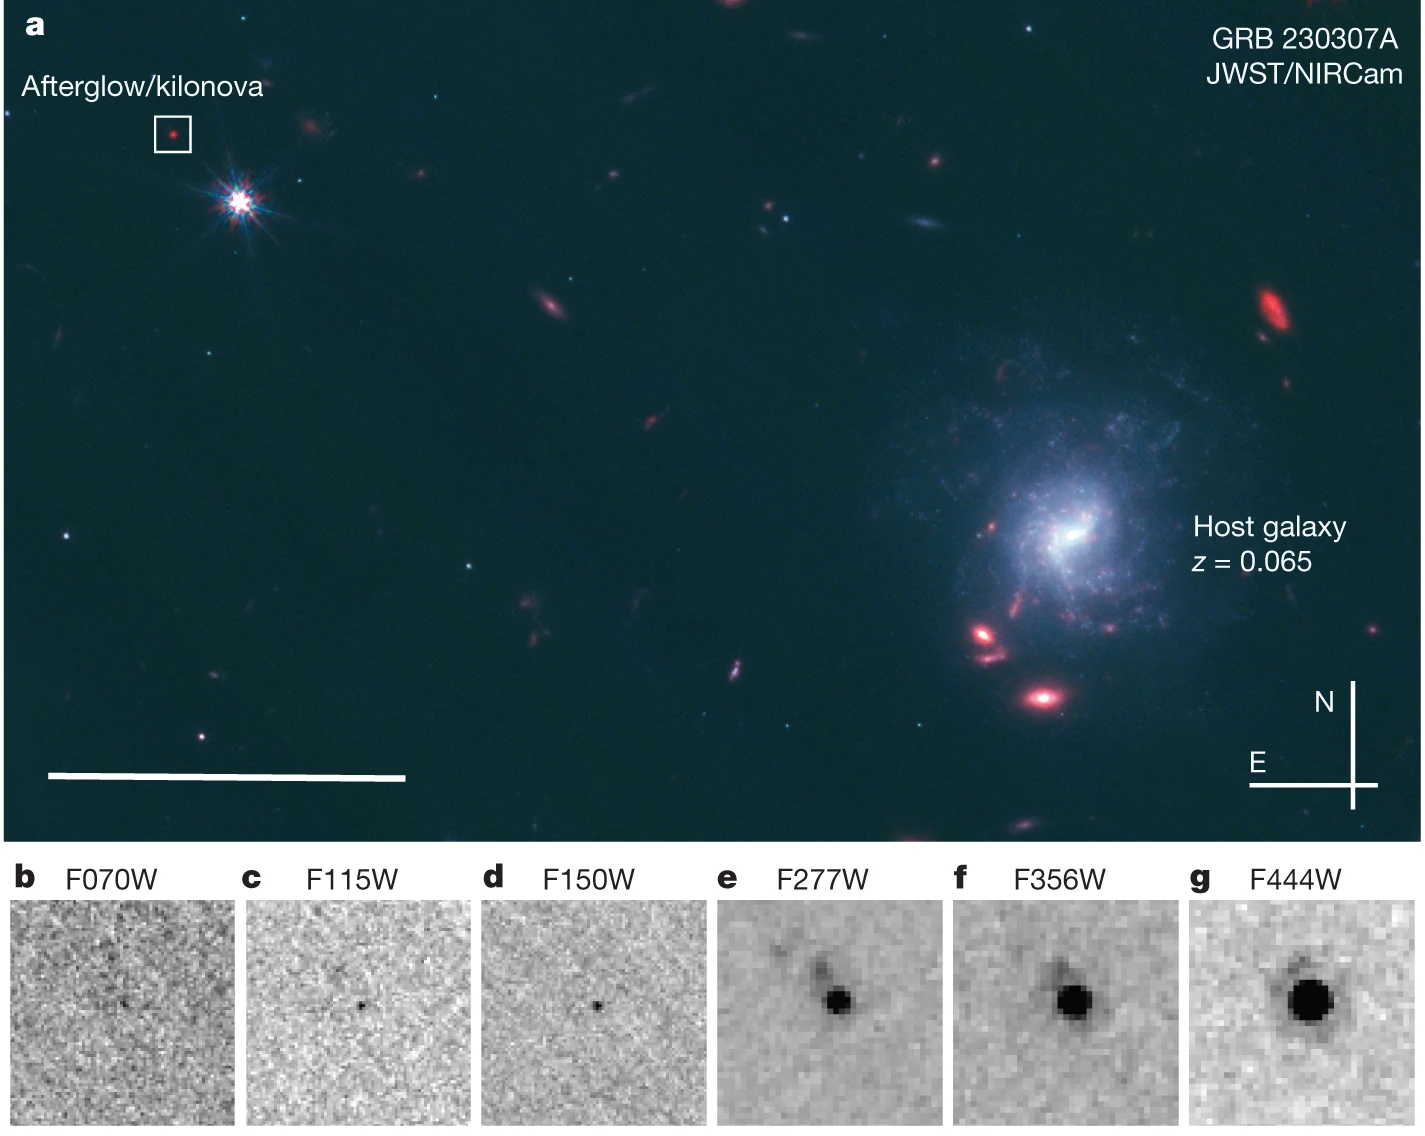 a
GRB 230307A
JWST/NIRCam
Afterglow/kilonova
Host galaxy
z = 0.065
N
E
b F070W
c F115W
d F150W
e F277W
f F356W
g F444W